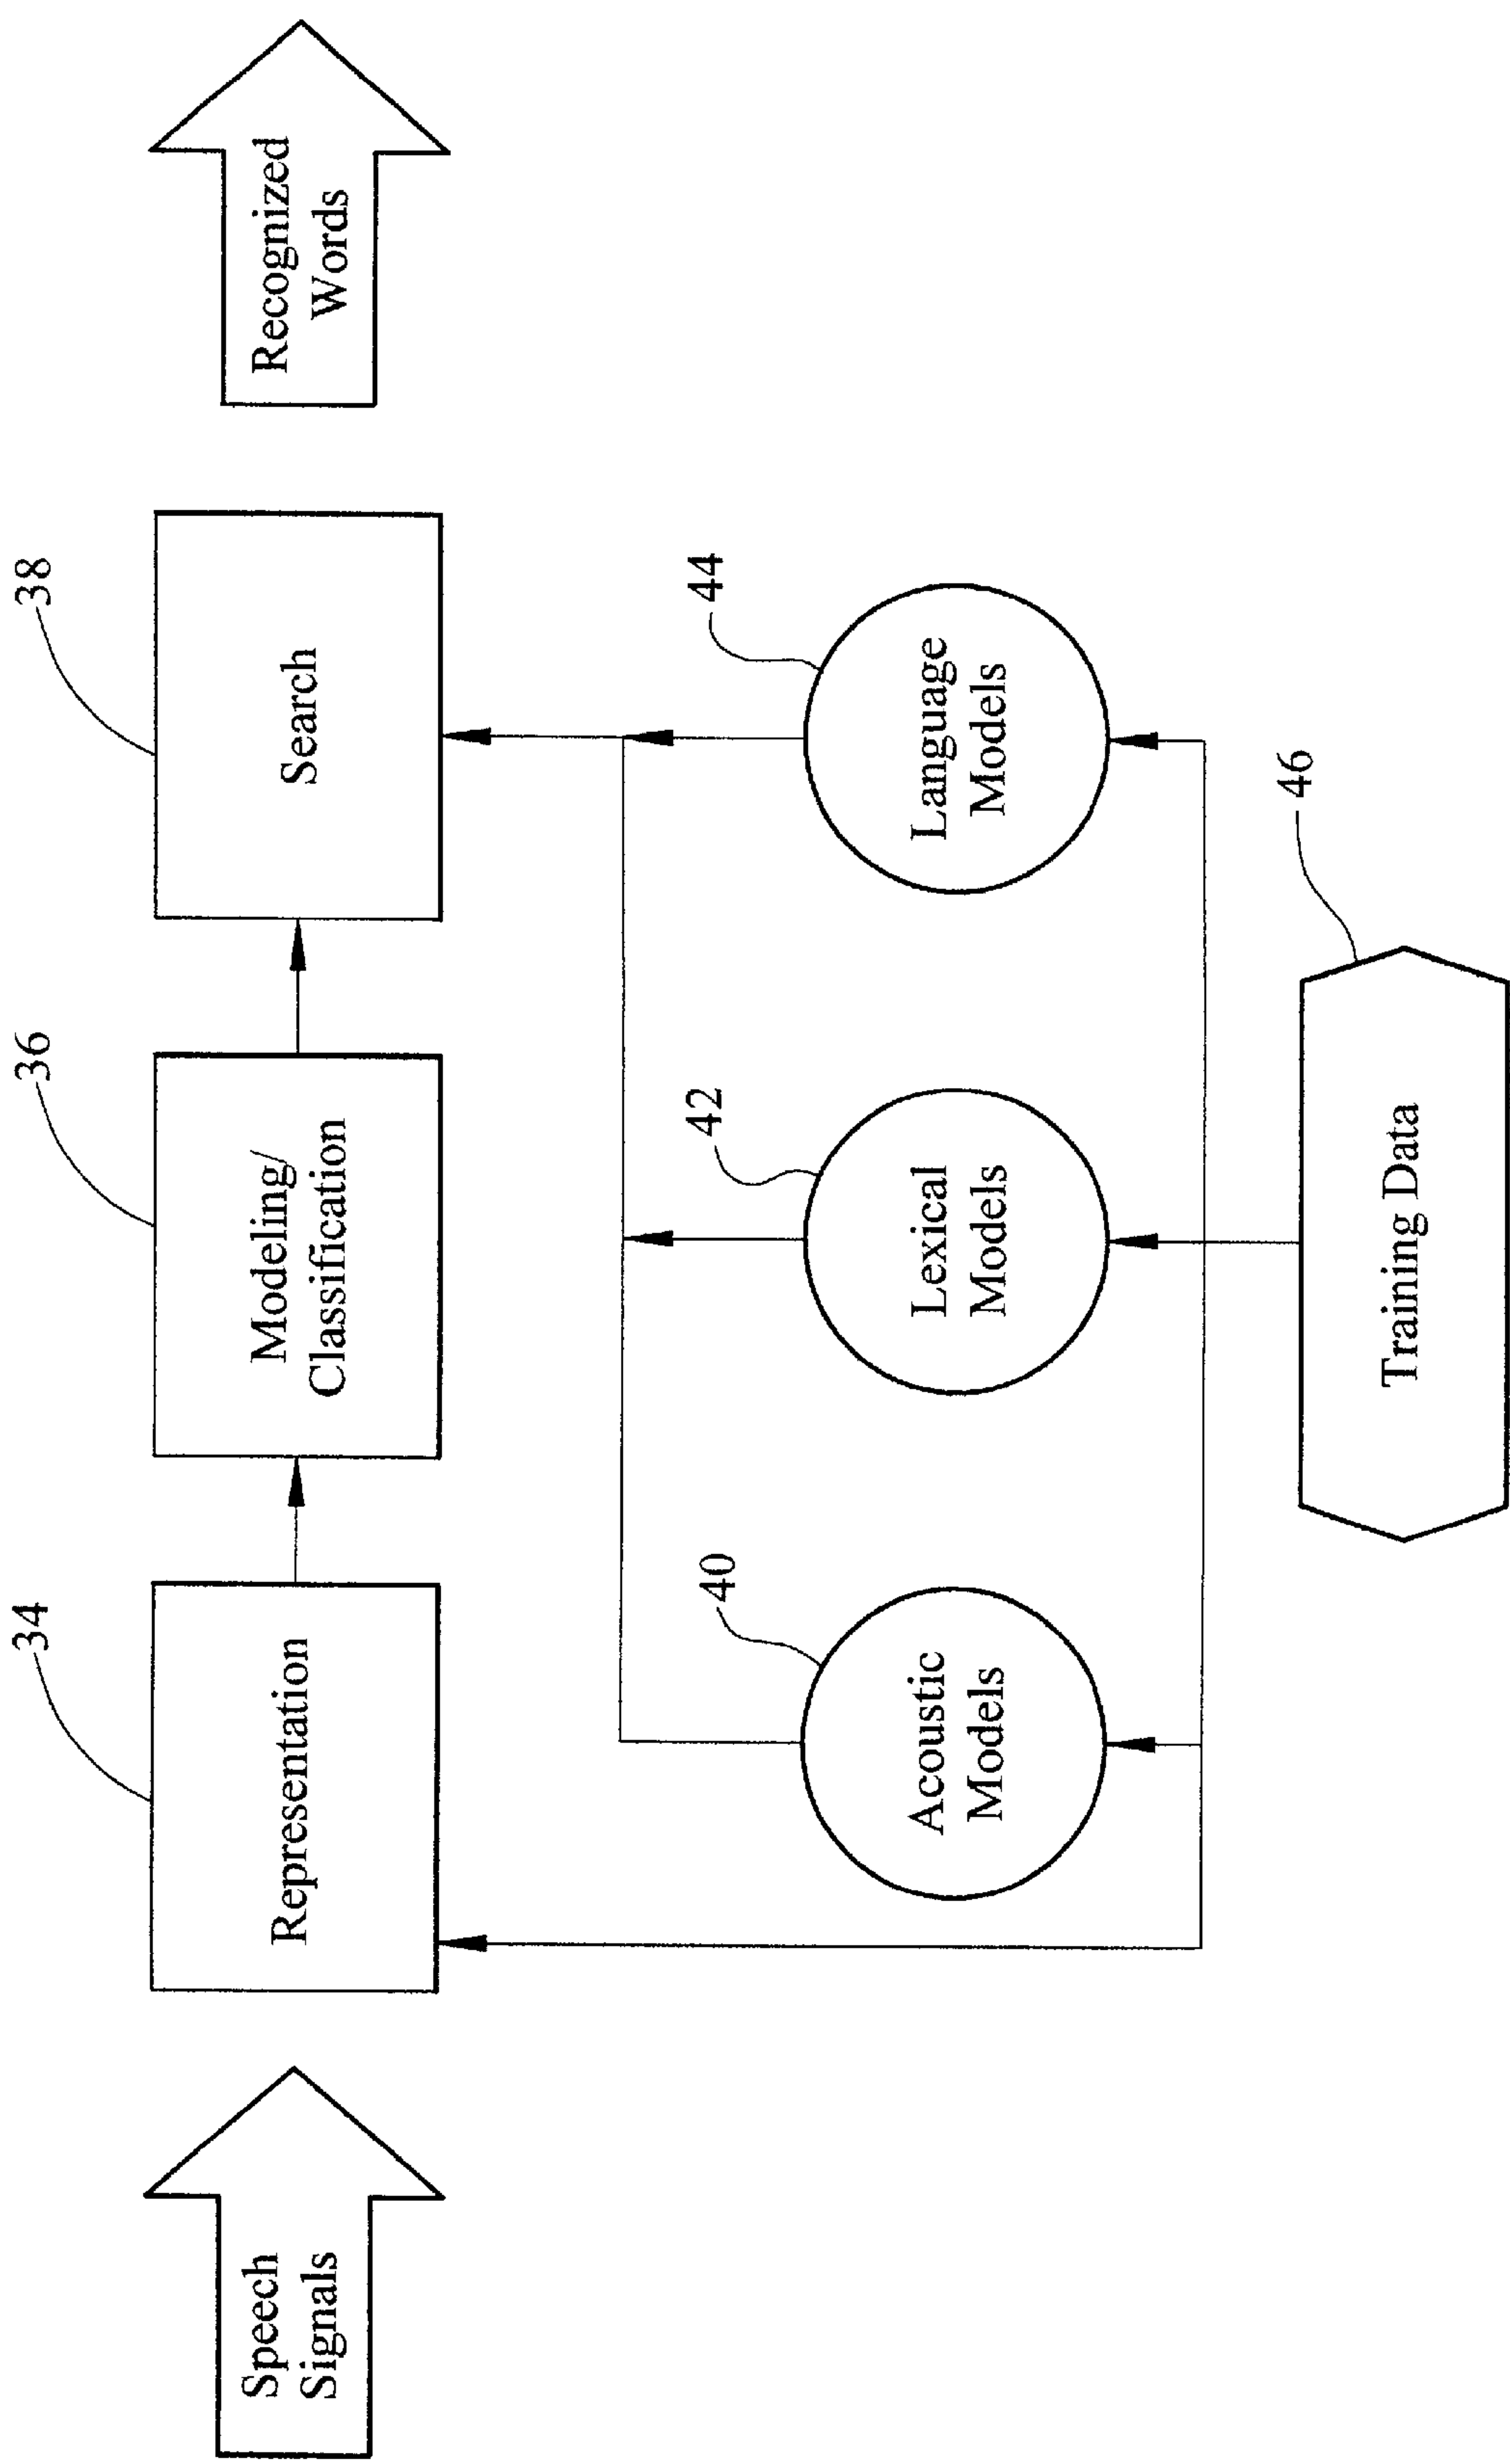 34
36
38
Speech
Signals
Representation
Modeling/
Classification
Search
Recognized
Words
40
42
44
Acoustic
Models
Lexical
Models
Language
Models
46
Training Data